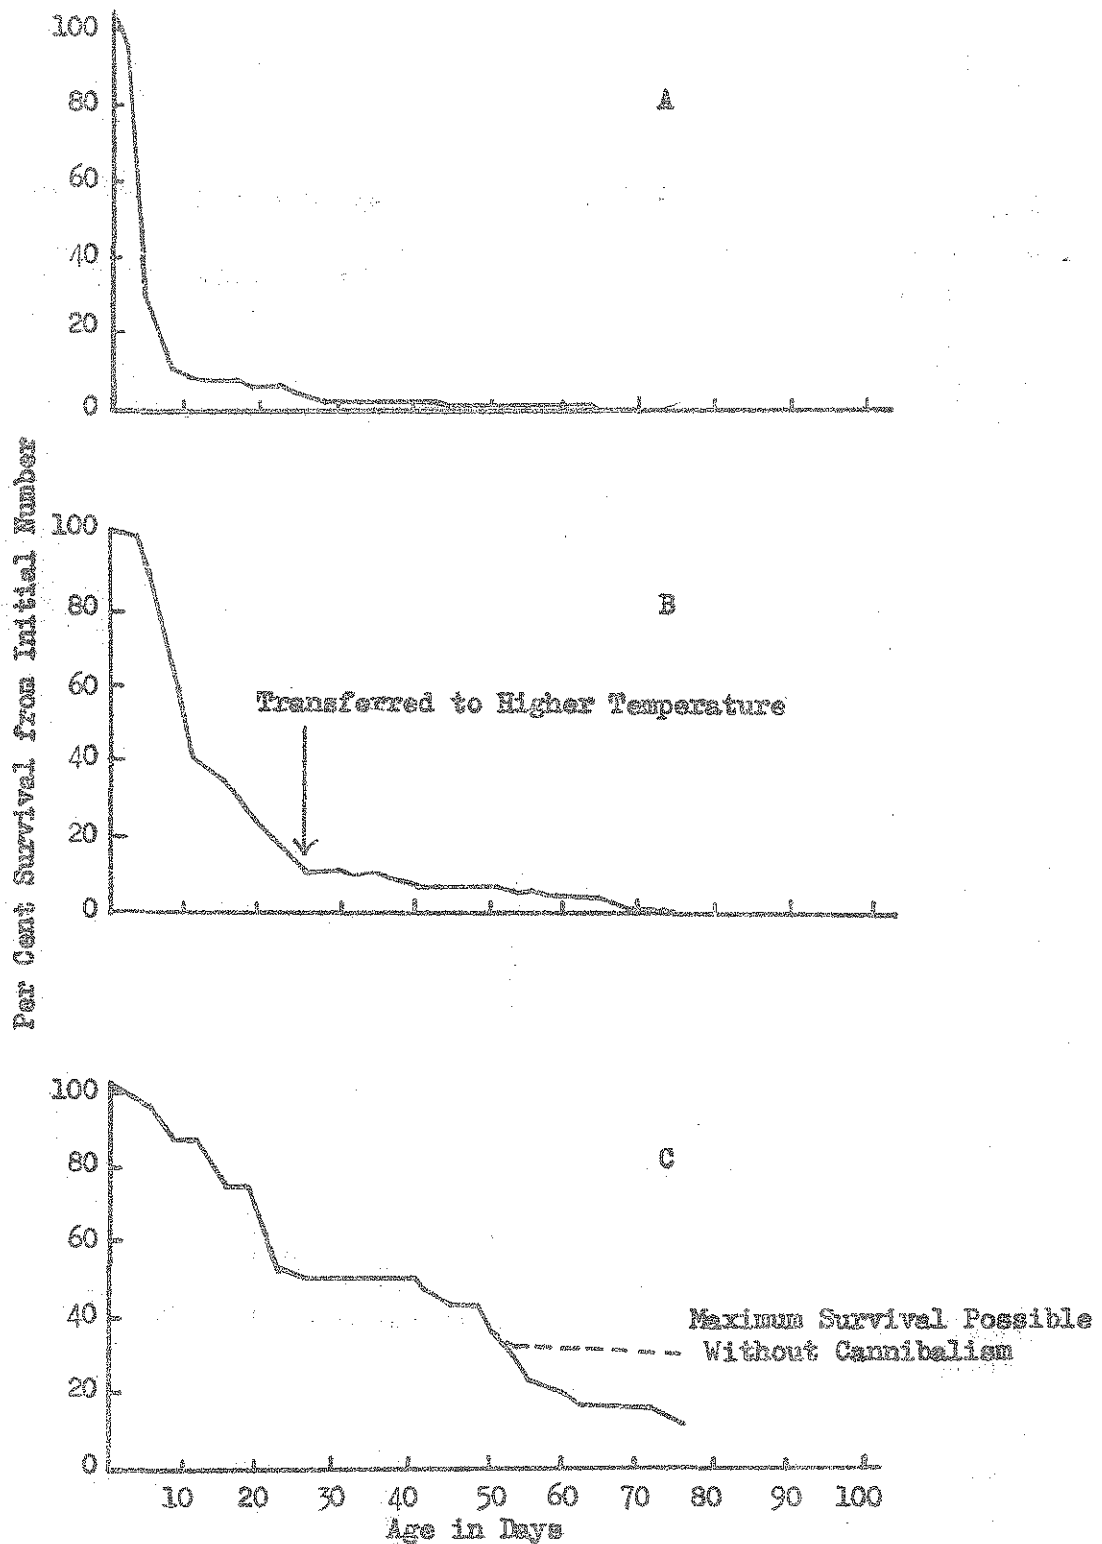 Per Cent Survival from Initial Number
100
80
60
40
20
0
A
100
80
60
40
20
0
B
Transferred to Higher Temperature
100
80
60
40
20
0
C
Maximum Survival Possible
Without Cannibalism
10 20 30 40 50 60 70 80 90 100
Age in Days